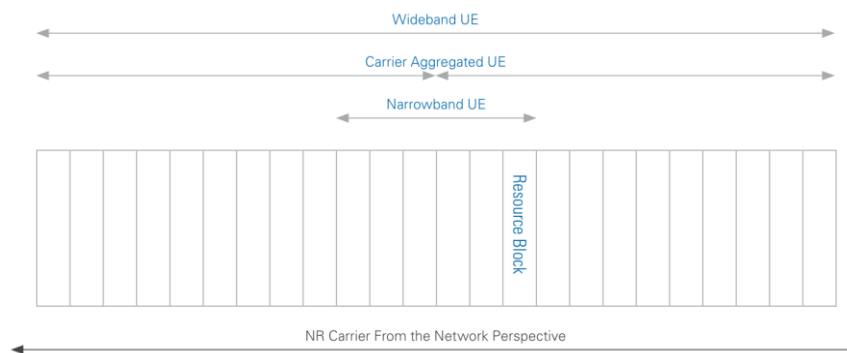 Wideband UE
Carrier Aggregated UE
Narrowband UE
Resource Block
NR Carrier From the Network Perspective